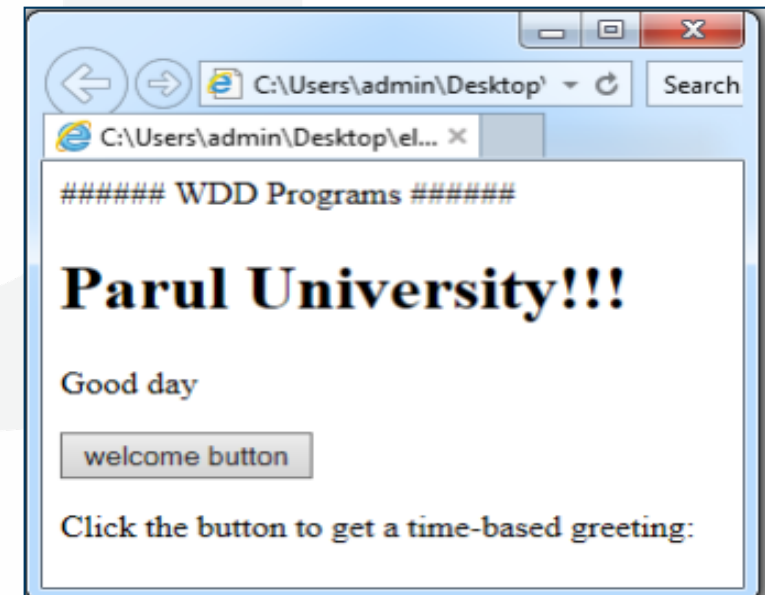 C:\Users\admin\Desktop\
Search
C:\Users\admin\Desktop\el...
###### WDD Programs ######
Parul University!!!
Good day
welcome button
Click the button to get a time-based greeting: